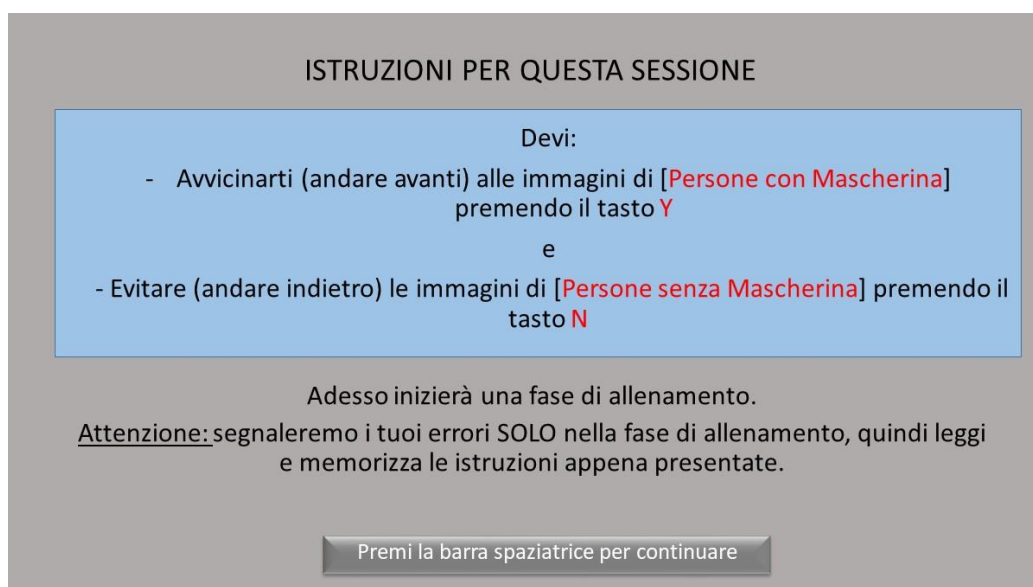 ISTRUZIONI PER QUESTA SESSIONE
Devi:
- Avvicinarti (andare avanti) alle immagini di [Persone con Mascherina]
premendo il tasto Y
e
- Evitare (andare indietro) le immagini di [Persone senza Mascherina] premendo il
tasto N
Adesso inizierà una fase di allenamento.
Attenzione: segnaleremo i tuoi errori SOLO nella fase di allenamento, quindi leggi
e memorizza le istruzioni appena presentate.
Premi la barra spaziatrice per continuare